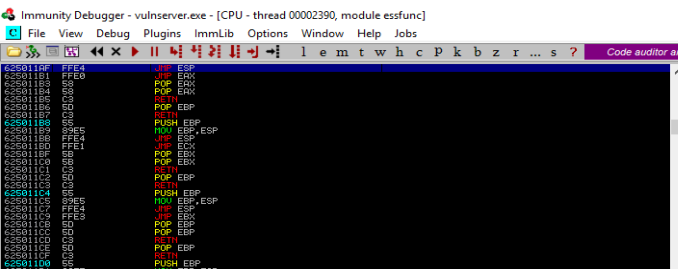 Immunity Debugger - vulnserver.exe - [CPU - thread 00002390, module essfunc]
C File View Debug Plugins ImmLib Options Window Help Jobs
l e m t w h c P k b z r ... s ? Code auditor a
625011AF FFE4 JMP ESP
625011B1 FFE0 JMP EAX
625011B3 58 POP EAX
625011B4 58 POP EAX
625011B5 C3 RETN
625011B6 5D POP EBP
625011B7 C3 RETN
625011B8 55 PUSH EBP
625011B9 89E5 MOV EBP,ESP
625011BB FFE4 JMP ESP
625011BD FFE1 JMP ECX
625011BF 5B POP EBX
625011C0 5B POP EBX
625011C1 C3 RETN
625011C2 5D POP EBP
625011C3 C3 RETN
625011C4 55 PUSH EBP
625011C5 89E5 MOV EBP,ESP
625011C7 FFE4 JMP ESP
625011C9 FFE3 JMP EBX
625011CB 5D POP EBP
625011CC 5D POP EBP
625011CD C3 RETN
625011CE 5D POP EBP
625011CF C3 RETN
625011D0 55 PUSH EBP